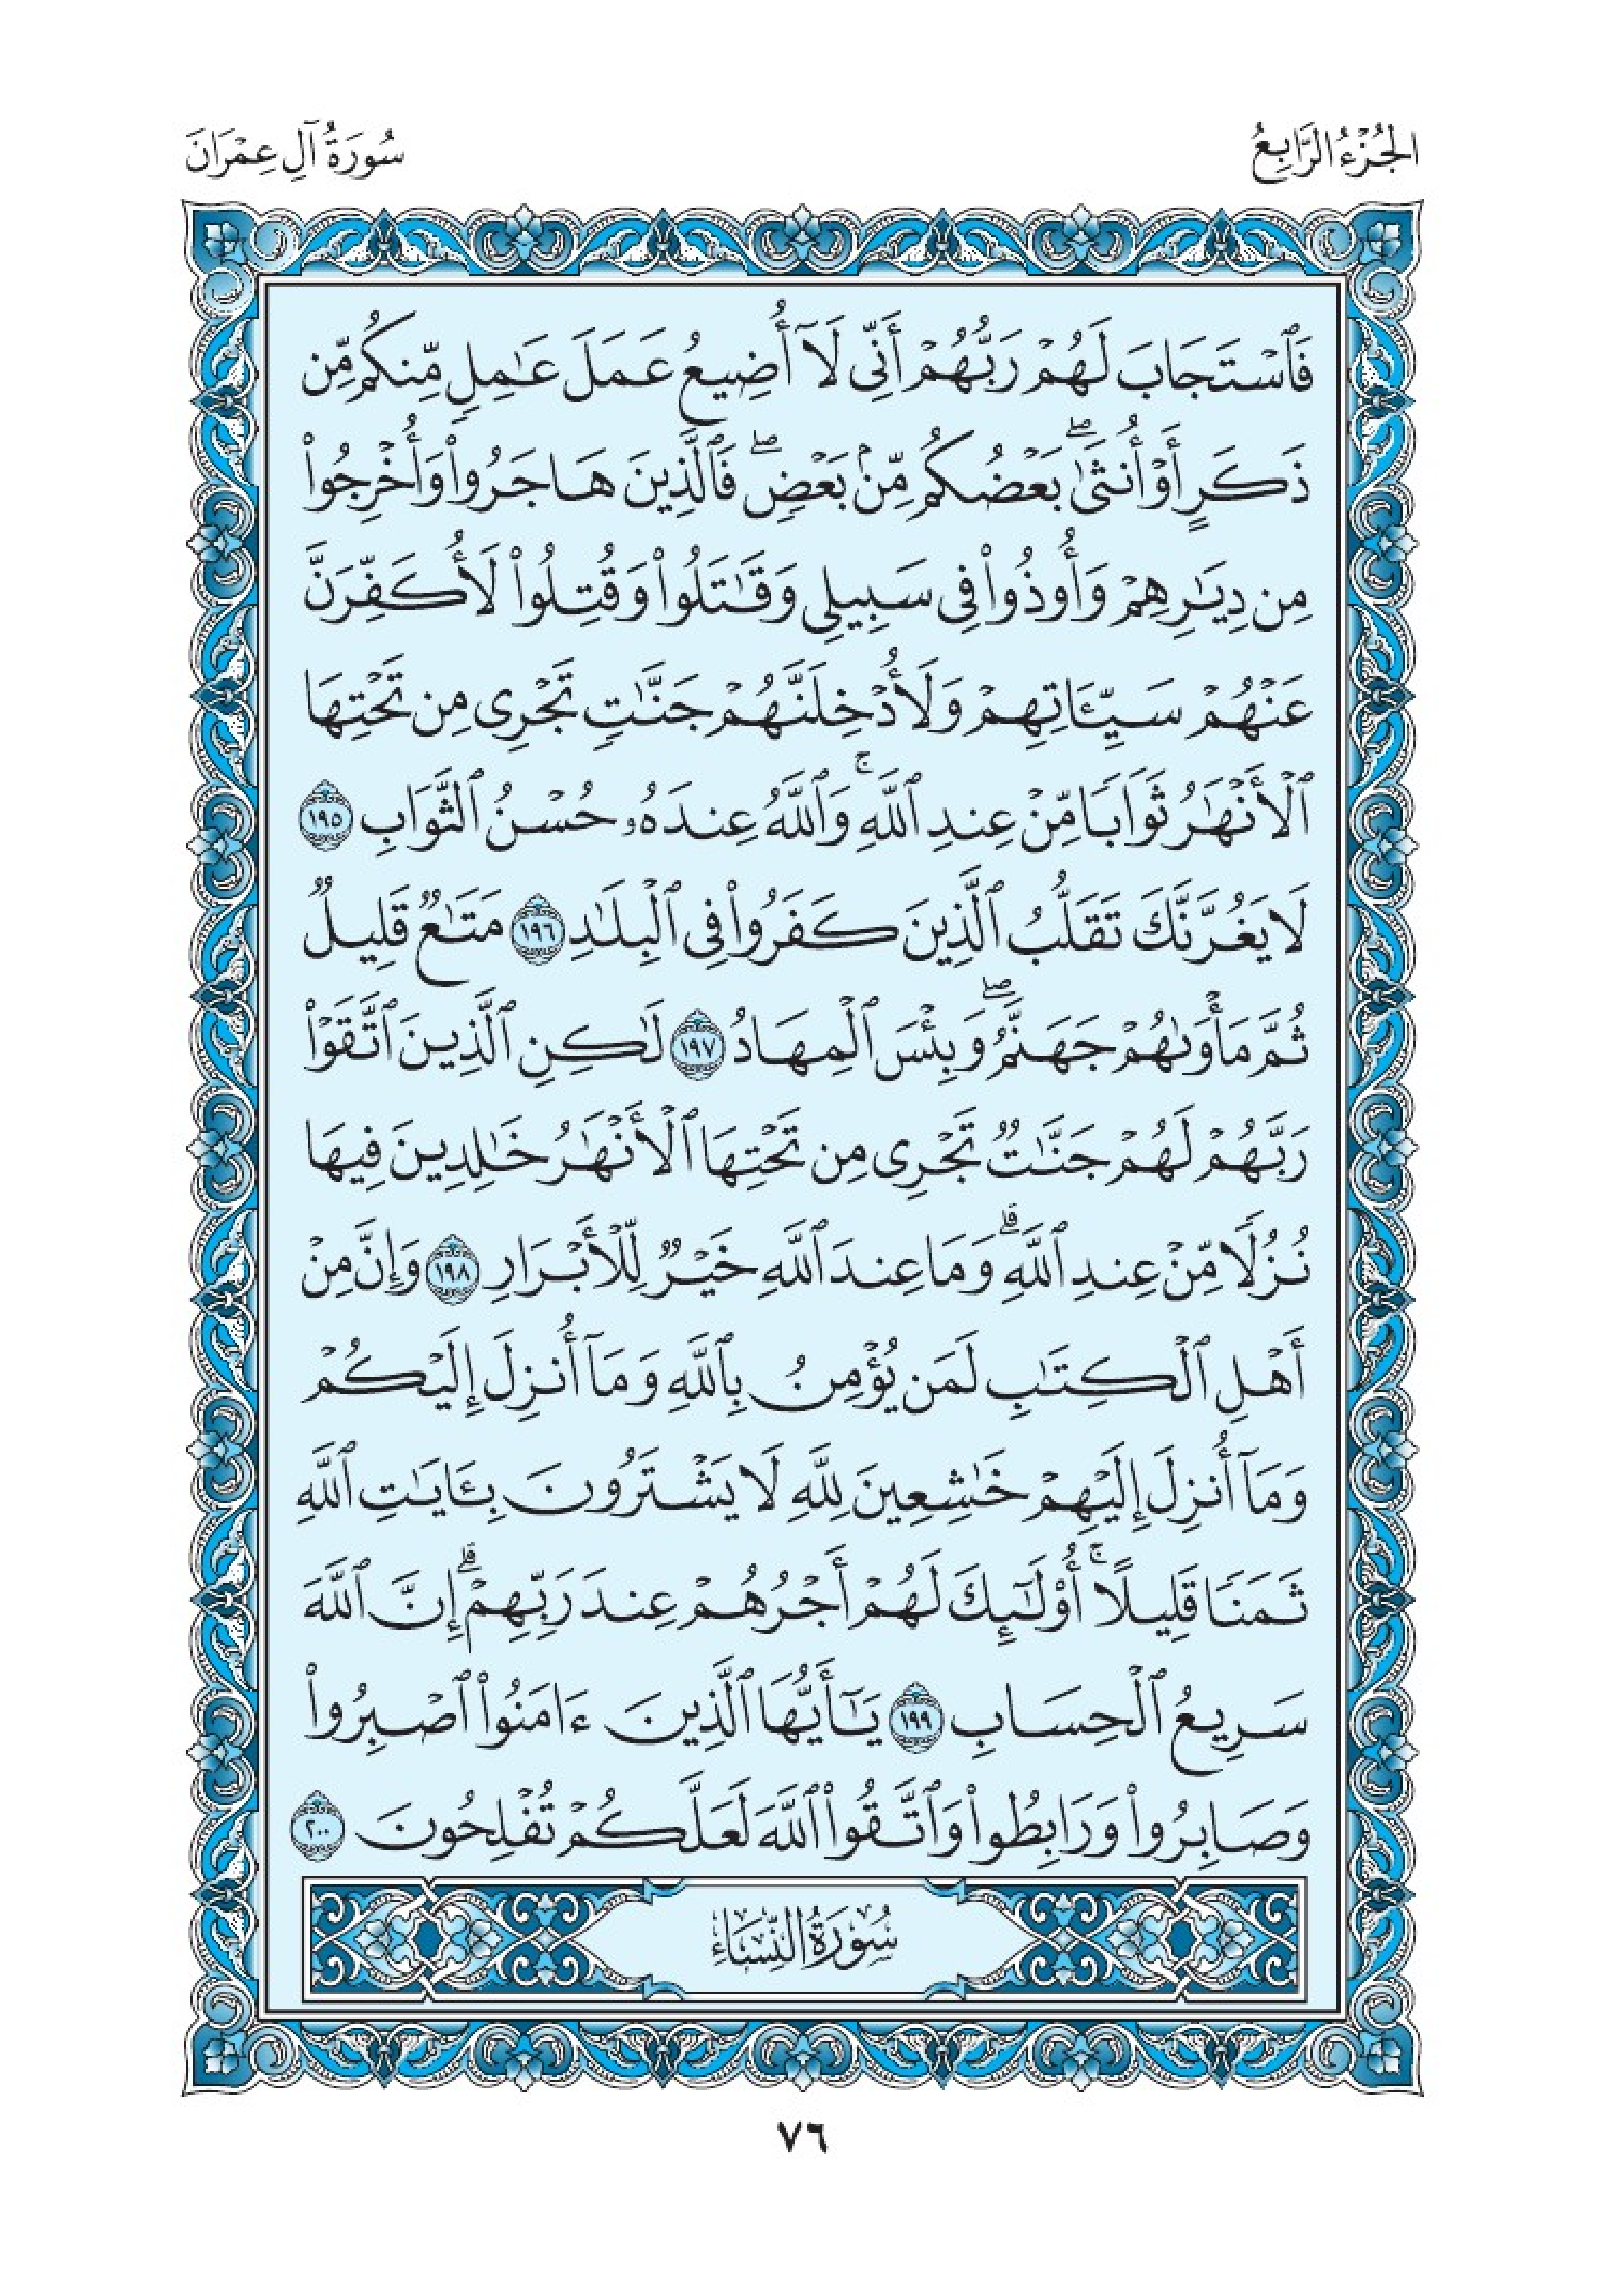 الجُزْءُ الرَّابِعُ
سُورَةُ آلِ عِمْرَانَ
فَٱسْتَجَابَ لَهُمْ رَبُّهُمْ أَنِّى لَآ أُضِيعُ عَمَلَ عَٰمِلٍ مِّنكُم مِّن
ذَكَرٍ أَوْ أُنثَىٰ ۖ بَعْضُكُم مِّنۢ بَعْضٍ ۖ فَٱلَّذِينَ هَاجَرُوا۟ وَأُخْرِجُوا۟
مِن دِيَٰرِهِمْ وَأُوذُوا۟ فِى سَبِيلِى وَقَٰتَلُوا۟ وَقُتِلُوا۟ لَأُكَفِّرَنَّ
عَنْهُمْ سَيِّـَٔاتِهِمْ وَلَأُدْخِلَنَّهُمْ جَنَّٰتٍ تَجْرِى مِن تَحْتِهَا
ٱلْأَنْهَٰرُ ثَوَابًا مِّنْ عِندِ ٱللَّهِ ۗ وَٱللَّهُ عِندَهُۥ حُسْنُ ٱلثَّوَابِ ١٩٥
لَا يَغُرَّنَّكَ تَقَلُّبُ ٱلَّذِينَ كَفَرُوا۟ فِى ٱلْبِلَٰدِ ١٩٦ مَتَٰعٌ قَلِيلٌ
ثُمَّ مَأْوَىٰهُمْ جَهَنَّمُ ۖ وَبِئْسَ ٱلْمِهَادُ ١٩٧ لَٰكِنِ ٱلَّذِينَ ٱتَّقَوْا۟
رَبَّهُمْ لَهُمْ جَنَّٰتٌ تَجْرِى مِن تَحْتِهَا ٱلْأَنْهَٰرُ خَٰلِدِينَ فِيهَا
نُزُلًا مِّنْ عِندِ ٱللَّهِ ۗ وَمَا عِندَ ٱللَّهِ خَيْرٌ لِّلْأَبْرَارِ ١٩٨ وَإِنَّ مِنْ
أَهْلِ ٱلْكِتَٰبِ لَمَن يُؤْمِنُ بِٱللَّهِ وَمَآ أُنزِلَ إِلَيْكُمْ
وَمَآ أُنزِلَ إِلَيْهِمْ خَٰشِعِينَ لِلَّهِ لَا يَشْتَرُونَ بِـَٔايَٰتِ ٱللَّهِ
ثَمَنًا قَلِيلًا ۚ أُو۟لَٰٓئِكَ لَهُمْ أَجْرُهُمْ عِندَ رَبِّهِمْ ۗ إِنَّ ٱللَّهَ
سَرِيعُ ٱلْحِسَابِ ١٩٩ يَٰٓأَيُّهَا ٱلَّذِينَ ءَامَنُوا۟ ٱصْبِرُوا۟
وَصَابِرُوا۟ وَرَابِطُوا۟ وَٱتَّقُوا۟ ٱللَّهَ لَعَلَّكُمْ تُفْلِحُونَ ٢٠٠
سُورَةُ النِّسَاءِ
٧٦